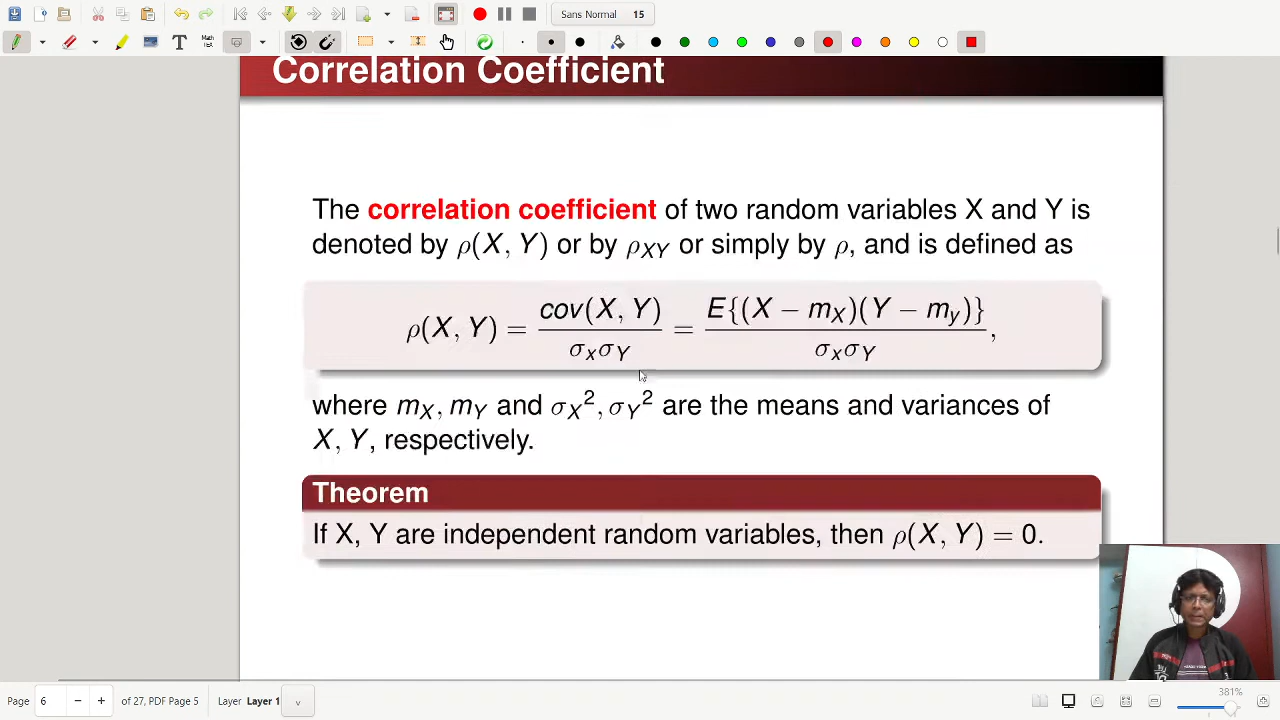 Sans Normal 15
Correlation Coefficient
The correlation coefficient of two random variables X and Y is
denoted by ρ(X, Y) or by ρ_XY or simply by ρ, and is defined as
ρ(X, Y) = cov(X, Y) / σ_xσ_Y = E{(X − m_X)(Y − m_y)} / σ_xσ_Y,
where m_X, m_Y and σ_X², σ_Y² are the means and variances of
X, Y, respectively.
Theorem
If X, Y are independent random variables, then ρ(X, Y) = 0.
Page 6 of 27, PDF Page 5 Layer Layer 1 381%